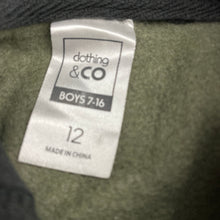 clothing
&CO
BOYS 7-16
12
MADE IN CHINA